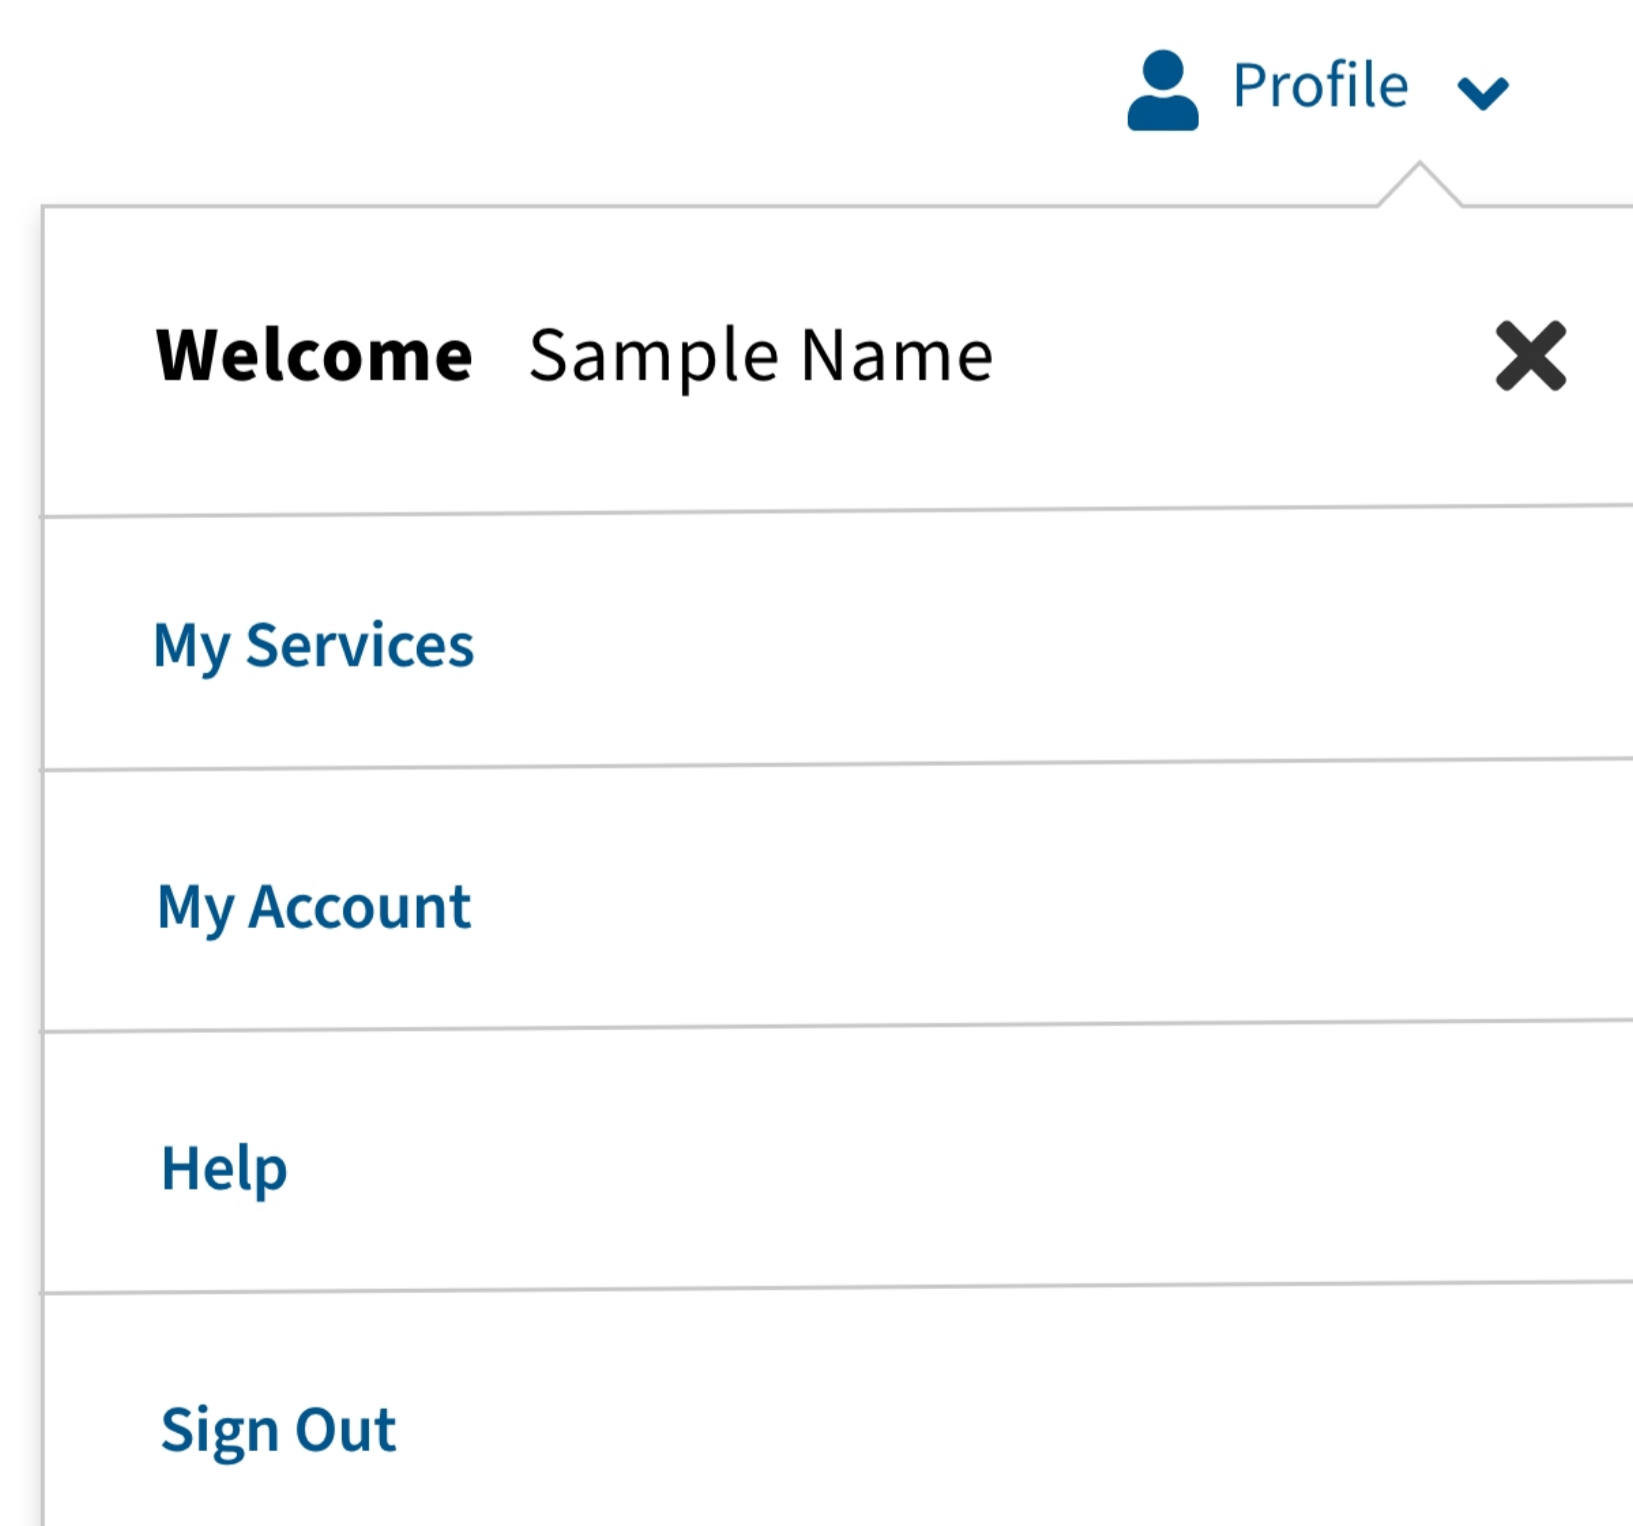 Profile
Welcome Sample Name
My Services
My Account
Help
Sign Out